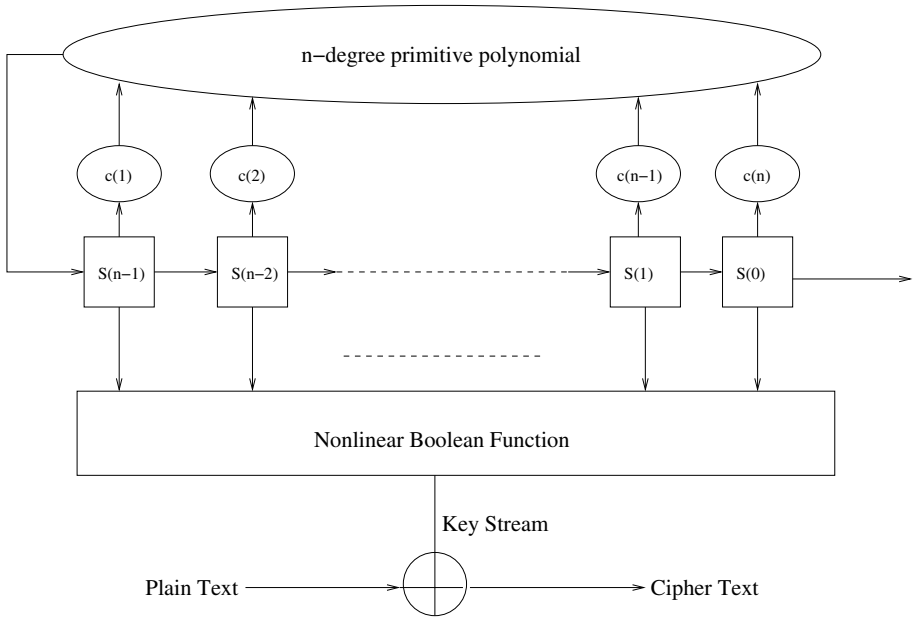 n−degree primitive polynomial
c(1) c(2) c(n−1) c(n)
S(n−1) S(n−2) S(1) S(0)
Nonlinear Boolean Function
Key Stream
Plain Text Cipher Text